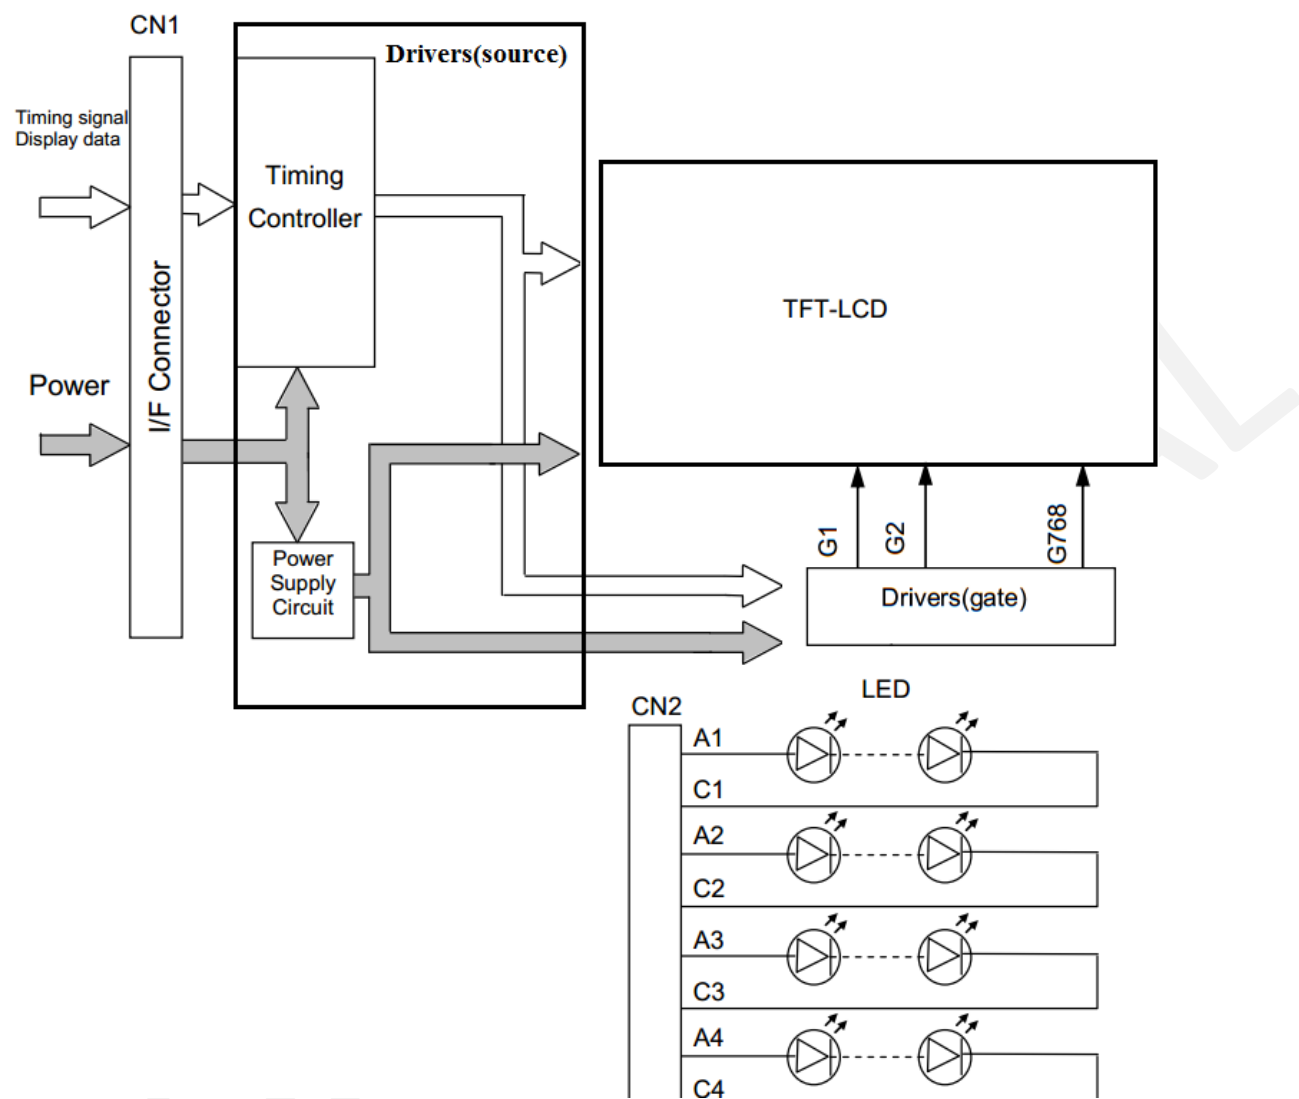 CN1
Drivers(source)
Timing signal
Display data
Timing
Controller
I/F Connector
TFT-LCD
Power
G1
G2
G768
Power
Supply
Circuit
Drivers(gate)
LED
CN2
A1
C1
A2
C2
A3
C3
A4
C4